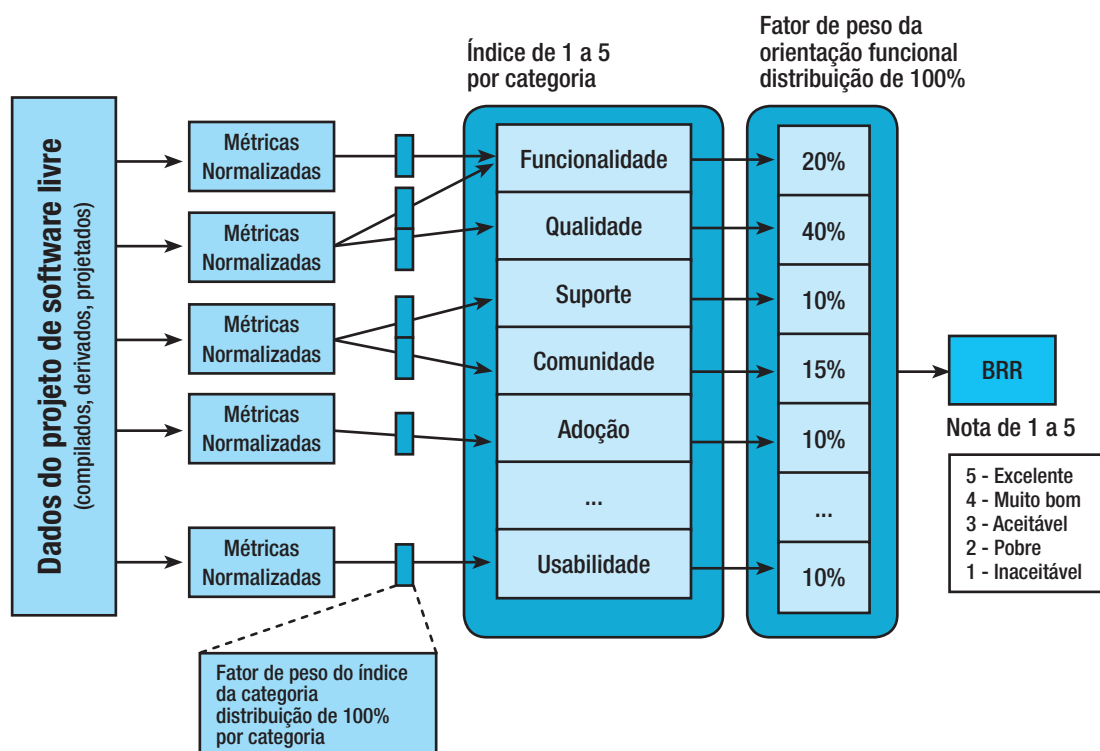 Índice de 1 a 5
por categoria
Fator de peso da
orientação funcional
distribuição de 100%
Dados do projeto de software livre
(compilados, derivados, projetados)
Métricas
Normalizadas
Métricas
Normalizadas
Métricas
Normalizadas
Métricas
Normalizadas
Métricas
Normalizadas
Funcionalidade
Qualidade
Suporte
Comunidade
Adoção
...
Usabilidade
20%
40%
10%
15%
10%
...
10%
BRR
Nota de 1 a 5
5 - Excelente
4 - Muito bom
3 - Aceitável
2 - Pobre
1 - Inaceitável
Fator de peso do índice
da categoria
distribuição de 100%
por categoria